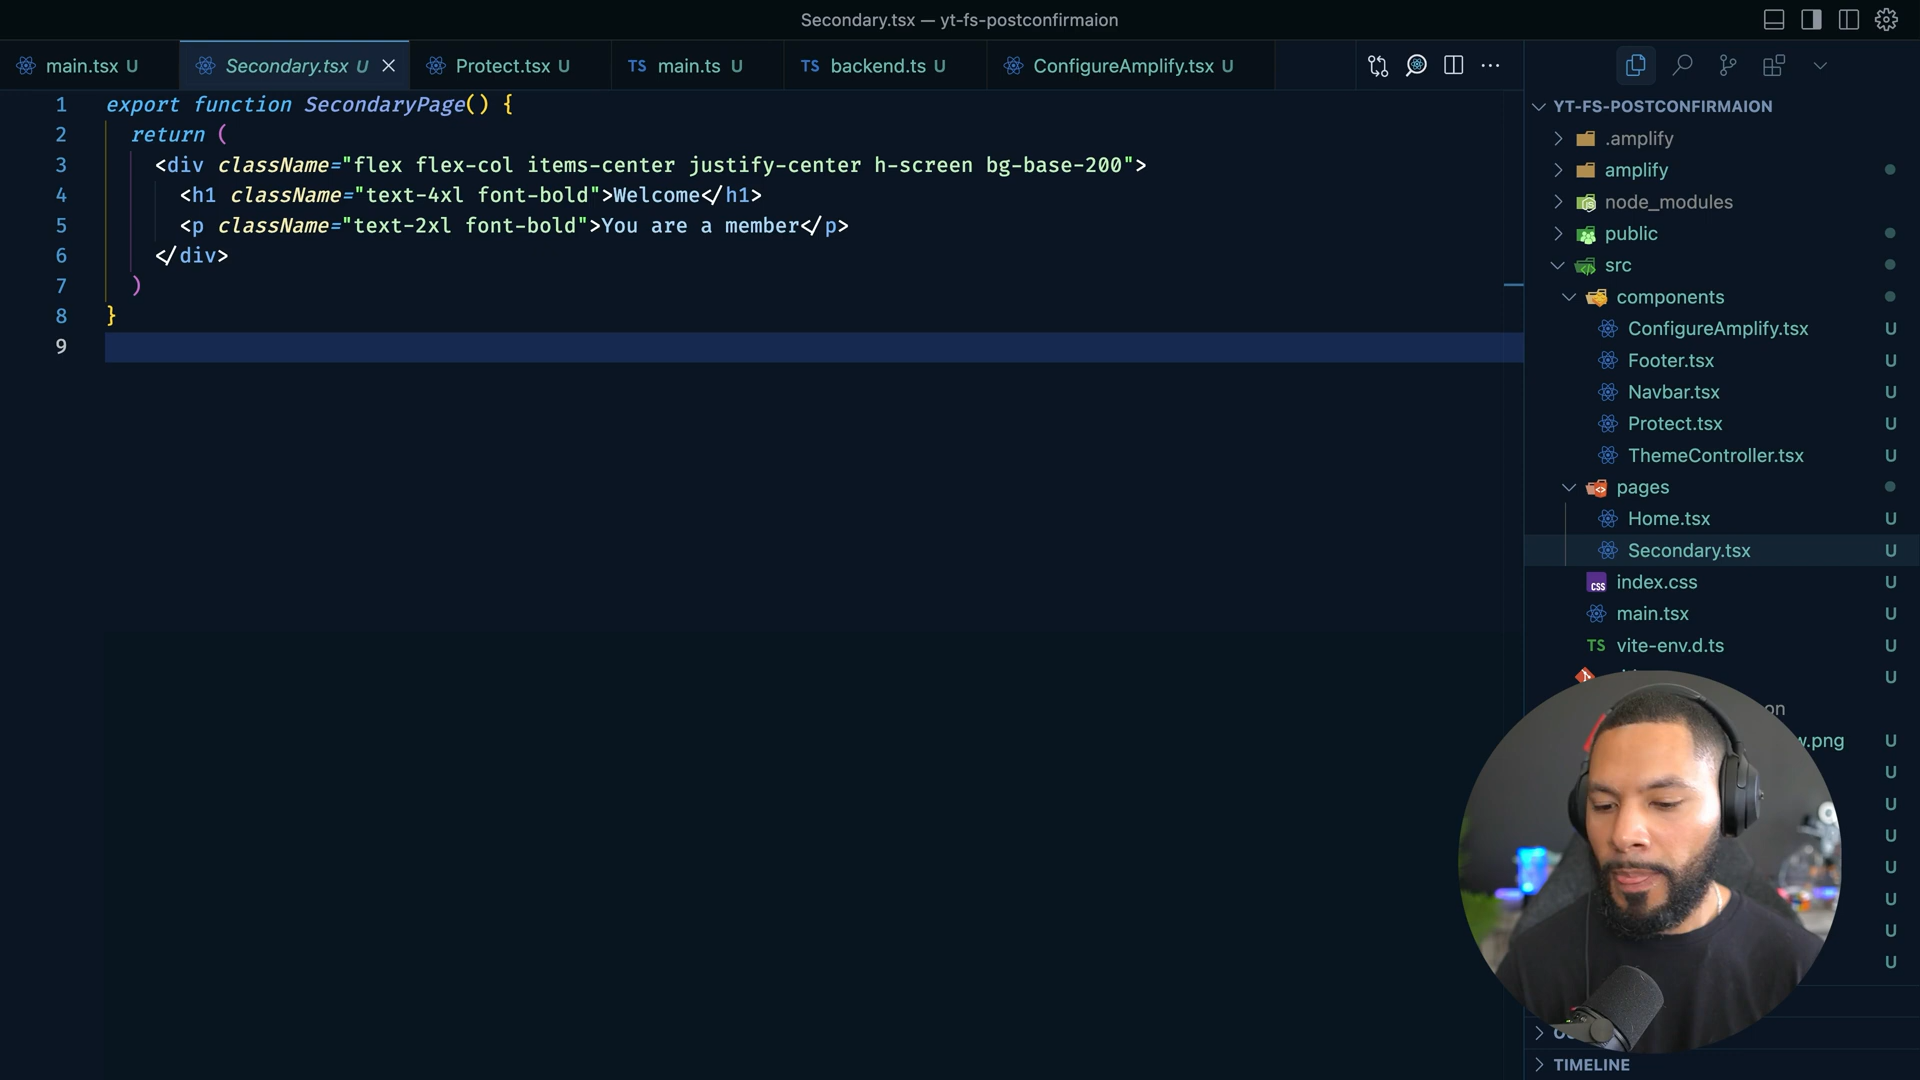 Secondary.tsx — yt-fs-postconfirmaion
main.tsx U
Secondary.tsx U
Protect.tsx U
TS main.ts U
TS backend.ts U
ConfigureAmplify.tsx U
1 export function SecondaryPage() {
2 return (
3 <div className="flex flex-col items-center justify-center h-screen bg-base-200">
4 <h1 className="text-4xl font-bold">Welcome</h1>
5 <p className="text-2xl font-bold">You are a member</p>
6 </div>
7 )
8 }
9
YT-FS-POSTCONFIRMAION
.amplify
amplify
node_modules
public
src
components
ConfigureAmplify.tsx U
Footer.tsx U
Navbar.tsx U
Protect.tsx U
ThemeController.tsx U
pages
Home.tsx U
Secondary.tsx U
css index.css U
main.tsx U
TS vite-env.d.ts U
U
on
w.png U
U
U
U
U
U
U
U
TIMELINE